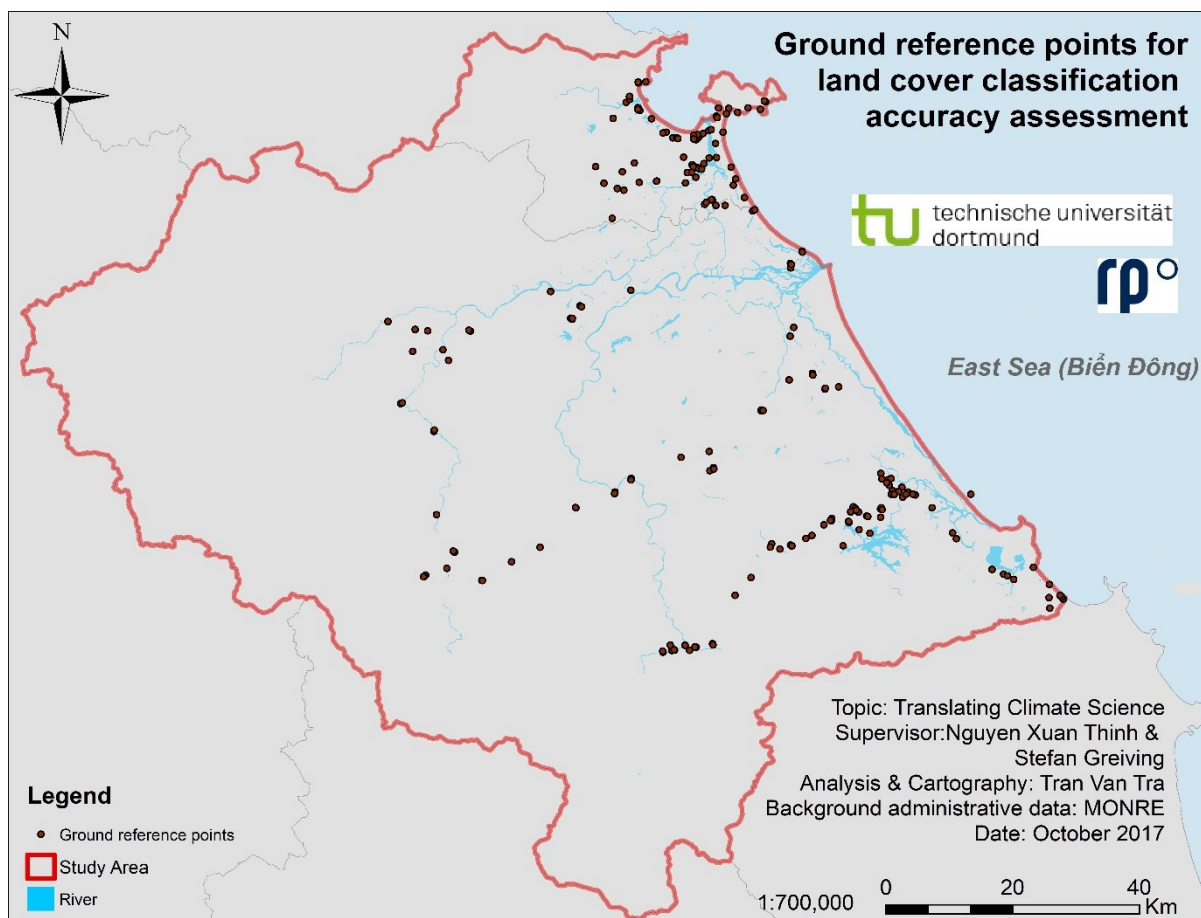 N
Ground reference points for
land cover classification
accuracy assessment
tu technische universität
dortmund
rp
East Sea (Biển Đông)
Topic: Translating Climate Science
Supervisor:Nguyen Xuan Thinh &
Stefan Greiving
Analysis & Cartography: Tran Van Tra
Background administrative data: MONRE
Date: October 2017
Legend
Ground reference points
Study Area
River
1:700,000
0 20 40
Km